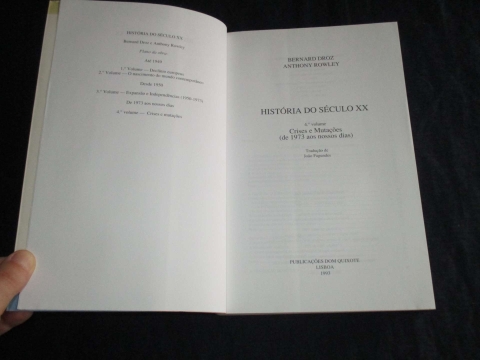 HISTÓRIA DO SÉCULO XX
Bernard Droz e Anthony Rowley
Plano da obra:
Até 1950
1.º Volume — Declínio europeu
2.º Volume — O nascimento do mundo contemporâneo
Desde 1950
3.º Volume — Expansão e Independências (1950-1973)
De 1973 aos nossos dias
4.º volume — Crises e mutações
BERNARD DROZ
ANTHONY ROWLEY
HISTÓRIA DO SÉCULO XX
4.º volume
Crises e Mutações
(de 1973 aos nossos dias)
Tradução de
João
PUBLICAÇÕES DOM QUIXOTE
LISBOA